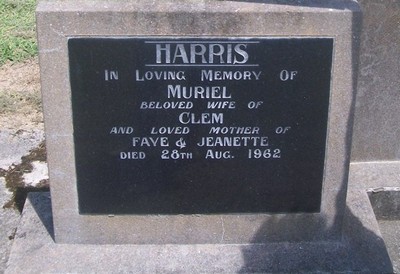 HARRIS
IN LOVING MEMORY OF
MURIEL
BELOVED WIFE OF
CLEM
AND LOVED MOTHER OF
FAYE & JEANETTE
DIED 28TH AUG. 1962